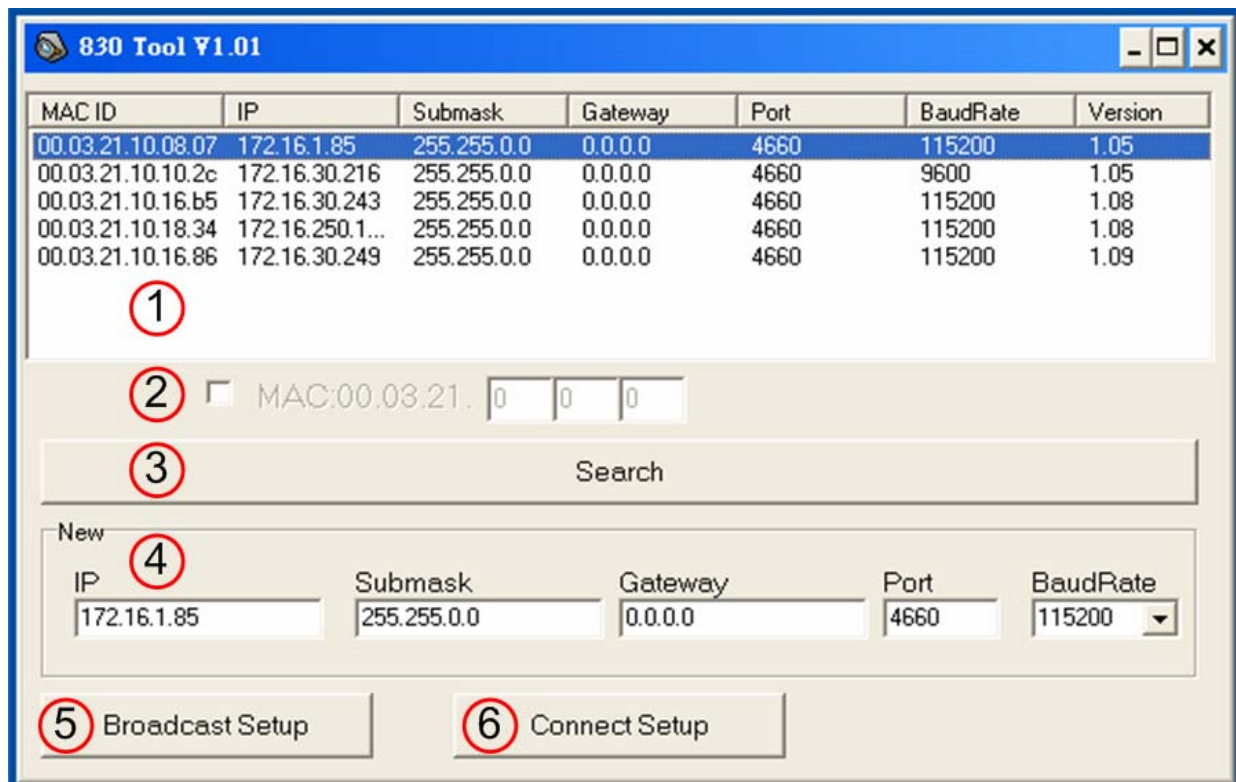 830 Tool V1.01
MAC ID IP Submask Gateway Port BaudRate Version
00.03.21.10.08.07 172.16.1.85 255.255.0.0 0.0.0.0 4660 115200 1.05
00.03.21.10.10.2c 172.16.30.216 255.255.0.0 0.0.0.0 4660 9600 1.05
00.03.21.10.16.b5 172.16.30.243 255.255.0.0 0.0.0.0 4660 115200 1.08
00.03.21.10.18.34 172.16.250.1... 255.255.0.0 0.0.0.0 4660 115200 1.08
00.03.21.10.16.86 172.16.30.249 255.255.0.0 0.0.0.0 4660 115200 1.09
1
2 MAC:00.03.21. 0 0 0
3 Search
New
4
IP Submask Gateway Port BaudRate
172.16.1.85 255.255.0.0 0.0.0.0 4660 115200
5 Broadcast Setup 6 Connect Setup